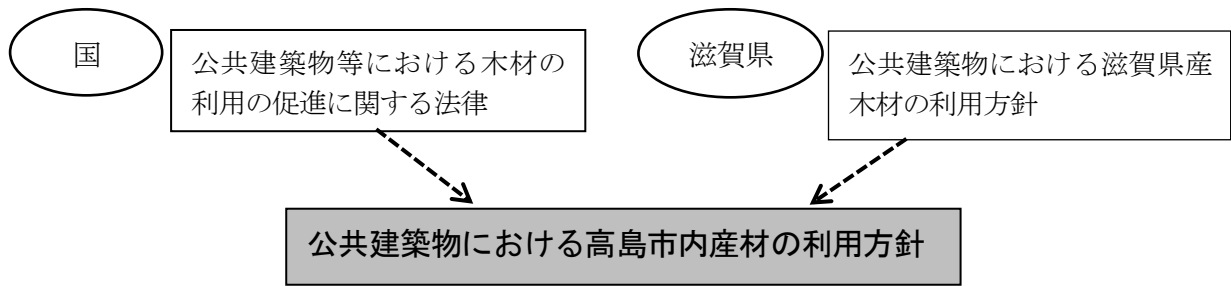 国
公共建築物等における木材の
利用の促進に関する法律
滋賀県
公共建築物における滋賀県産
木材の利用方針
公共建築物における高島市内産材の利用方針